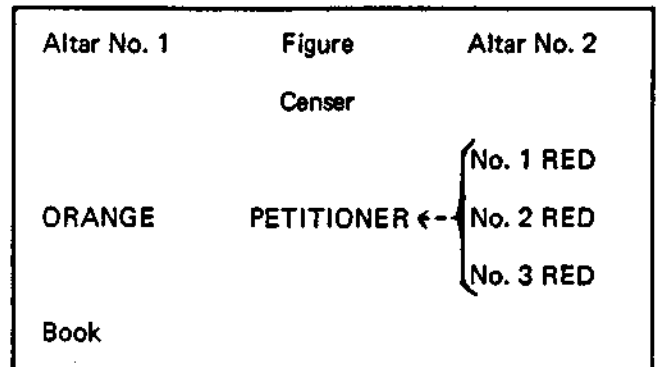 Altar No. 1 Figure Altar No. 2
Censer
No. 1 RED
ORANGE PETITIONER No. 2 RED
No. 3 RED
Book